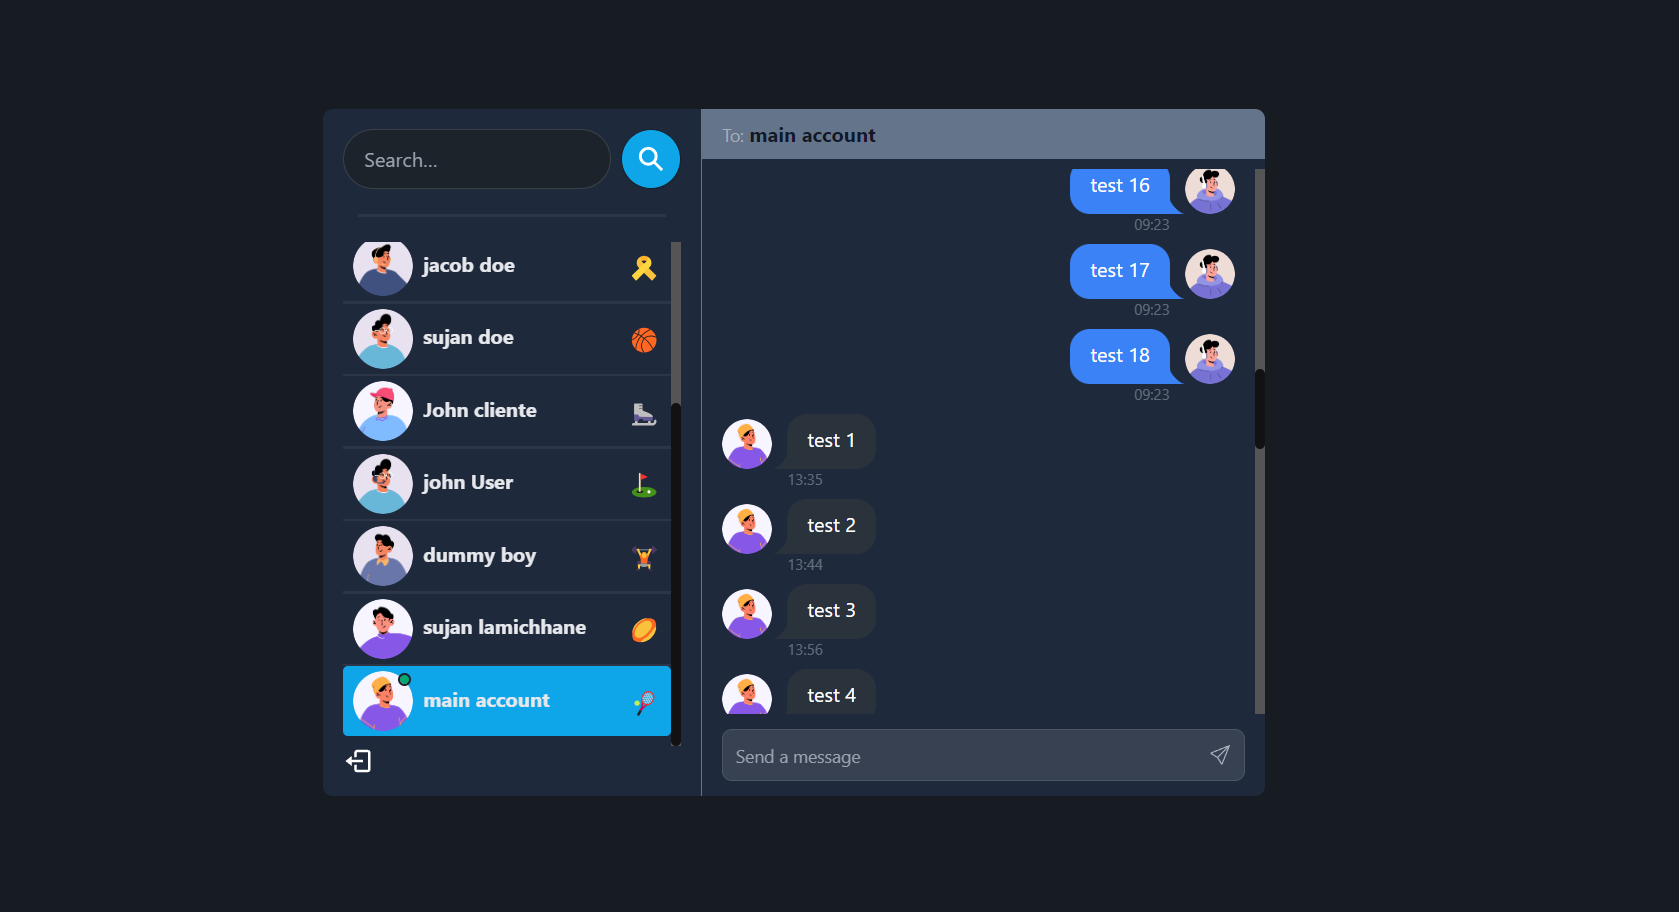 Search…
jacob doe
sujan doe
John cliente
john User
dummy boy
sujan lamichhane
main account
To: main account
test 16
09:23
test 17
09:23
test 18
09:23
test 1
13:35
test 2
13:44
test 3
13:56
test 4
Send a message